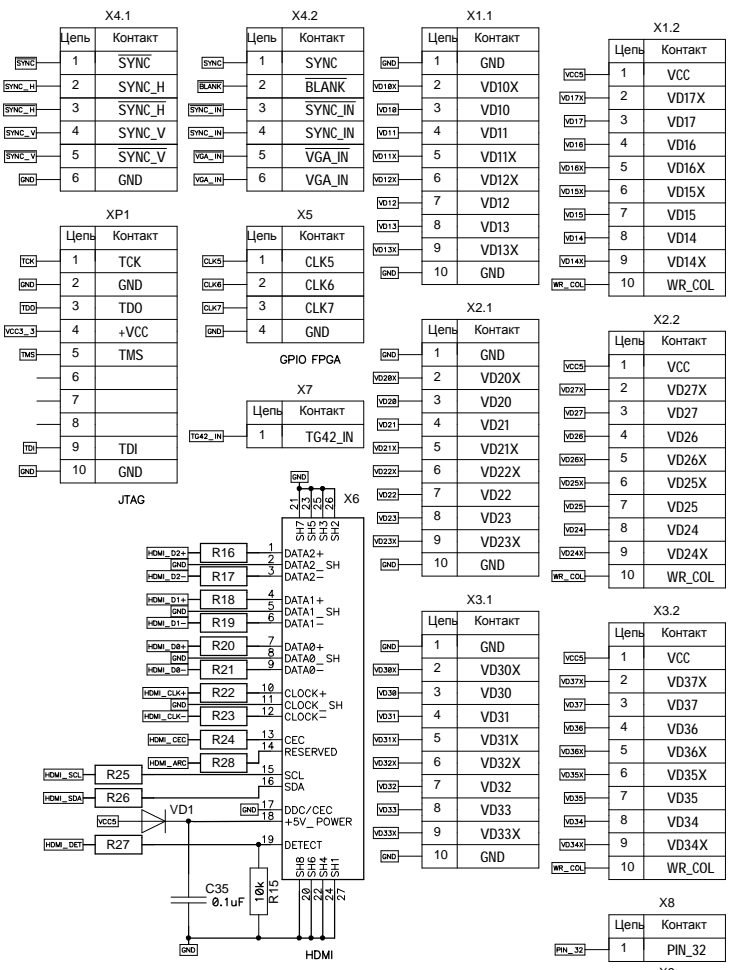 X4.1
Цепь Контакт
SYNC 1 SYNC
SYNC_H 2 SYNC_H
SYNC_H 3 SYNC_H
SYNC_V 4 SYNC_V
SYNC_V 5 SYNC_V
GND 6 GND
X4.2
Цепь Контакт
SYNC 1 SYNC
BLANK 2 BLANK
SYNC_IN 3 SYNC_IN
SYNC_IN 4 SYNC_IN
VGA_IN 5 VGA_IN
VGA_IN 6 VGA_IN
X1.1
Цепь Контакт
GND 1 GND
VD10X 2 VD10X
VD10 3 VD10
VD11 4 VD11
VD11X 5 VD11X
VD12X 6 VD12X
VD12 7 VD12
VD13 8 VD13
VD13X 9 VD13X
GND 10 GND
X1.2
Цепь Контакт
VCC5 1 VCC
VD17X 2 VD17X
VD17 3 VD17
VD16 4 VD16
VD16X 5 VD16X
VD15X 6 VD15X
VD15 7 VD15
VD14 8 VD14
VD14X 9 VD14X
WR_COL 10 WR_COL
XP1
Цепь Контакт
TCK 1 TCK
GND 2 GND
TDO 3 TDO
VCC3_3 4 +VCC
TMS 5 TMS
6
7
8
TDI 9 TDI
GND 10 GND
JTAG
X5
Цепь Контакт
CLK5 1 CLK5
CLK6 2 CLK6
CLK7 3 CLK7
GND 4 GND
GPIO FPGA
X7
Цепь Контакт
TG42_IN 1 TG42_IN
X2.1
Цепь Контакт
GND 1 GND
VD20X 2 VD20X
VD20 3 VD20
VD21 4 VD21
VD21X 5 VD21X
VD22X 6 VD22X
VD22 7 VD22
VD23 8 VD23
VD23X 9 VD23X
GND 10 GND
X2.2
Цепь Контакт
VCC5 1 VCC
VD27X 2 VD27X
VD27 3 VD27
VD26 4 VD26
VD26X 5 VD26X
VD25X 6 VD25X
VD25 7 VD25
VD24 8 VD24
VD24X 9 VD24X
WR_COL 10 WR_COL
GND
X6
21 23 25 26
SH7 SH5 SH3 SH2
HDMI_D2+ R16 1 DATA2+
GND 2 DATA2_SH
HDMI_D2- R17 3 DATA2-
HDMI_D1+ R18 4 DATA1+
GND 5 DATA1_SH
HDMI_D1- R19 6 DATA1-
HDMI_D0+ R20 7 DATA0+
GND 8 DATA0_SH
HDMI_D0- R21 9 DATA0-
HDMI_CLK+ R22 10 CLOCK+
GND 11 CLOCK_SH
HDMI_CLK- R23 12 CLOCK-
HDMI_CEC R24 13 CEC
HDMI_ARC R28 14 RESERVED
HDMI_SCL R25 15 SCL
HDMI_SDA R26 16 SDA
GND 17 DDC/CEC
VCC5 VD1 18 +5V_POWER
HDMI_DET R27 19 DETECT
SH8 SH6 SH4 SH1
20 22 24 27
C35
0.1uF
10k
R15
GND
HDMI
X3.1
Цепь Контакт
GND 1 GND
VD30X 2 VD30X
VD30 3 VD30
VD31 4 VD31
VD31X 5 VD31X
VD32X 6 VD32X
VD32 7 VD32
VD33 8 VD33
VD33X 9 VD33X
GND 10 GND
X3.2
Цепь Контакт
VCC5 1 VCC
VD37X 2 VD37X
VD37 3 VD37
VD36 4 VD36
VD36X 5 VD36X
VD35X 6 VD35X
VD35 7 VD35
VD34 8 VD34
VD34X 9 VD34X
WR_COL 10 WR_COL
X8
Цепь Контакт
PIN_32 1 PIN_32